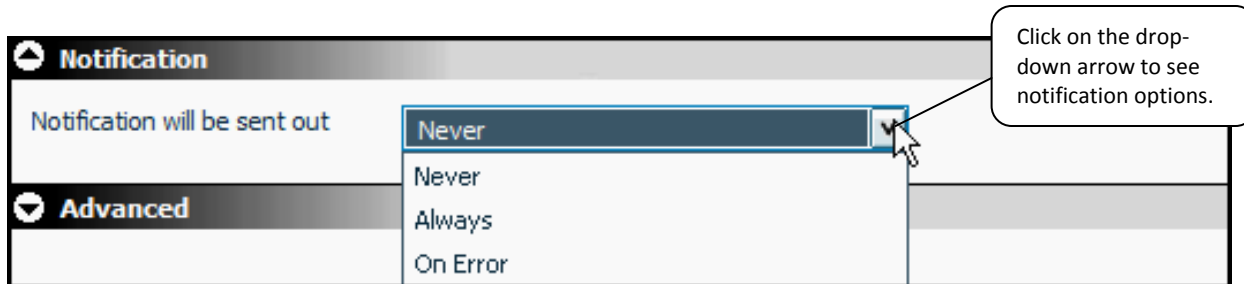 Click on the drop-
down arrow to see
notification options.
Notification
Notification will be sent out
Never
Never
Always
On Error
Advanced